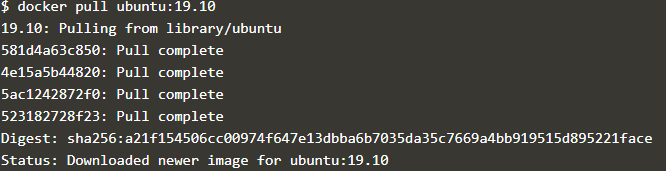 $ docker pull ubuntu:19.10
19.10: Pulling from library/ubuntu
581d4a63c850: Pull complete
4e15a5b44820: Pull complete
5ac1242872f0: Pull complete
523182728f23: Pull complete
Digest: sha256:a21f154506cc00974f647e13dbba6b7035da35c7669a4bb919515d895221face
Status: Downloaded newer image for ubuntu:19.10